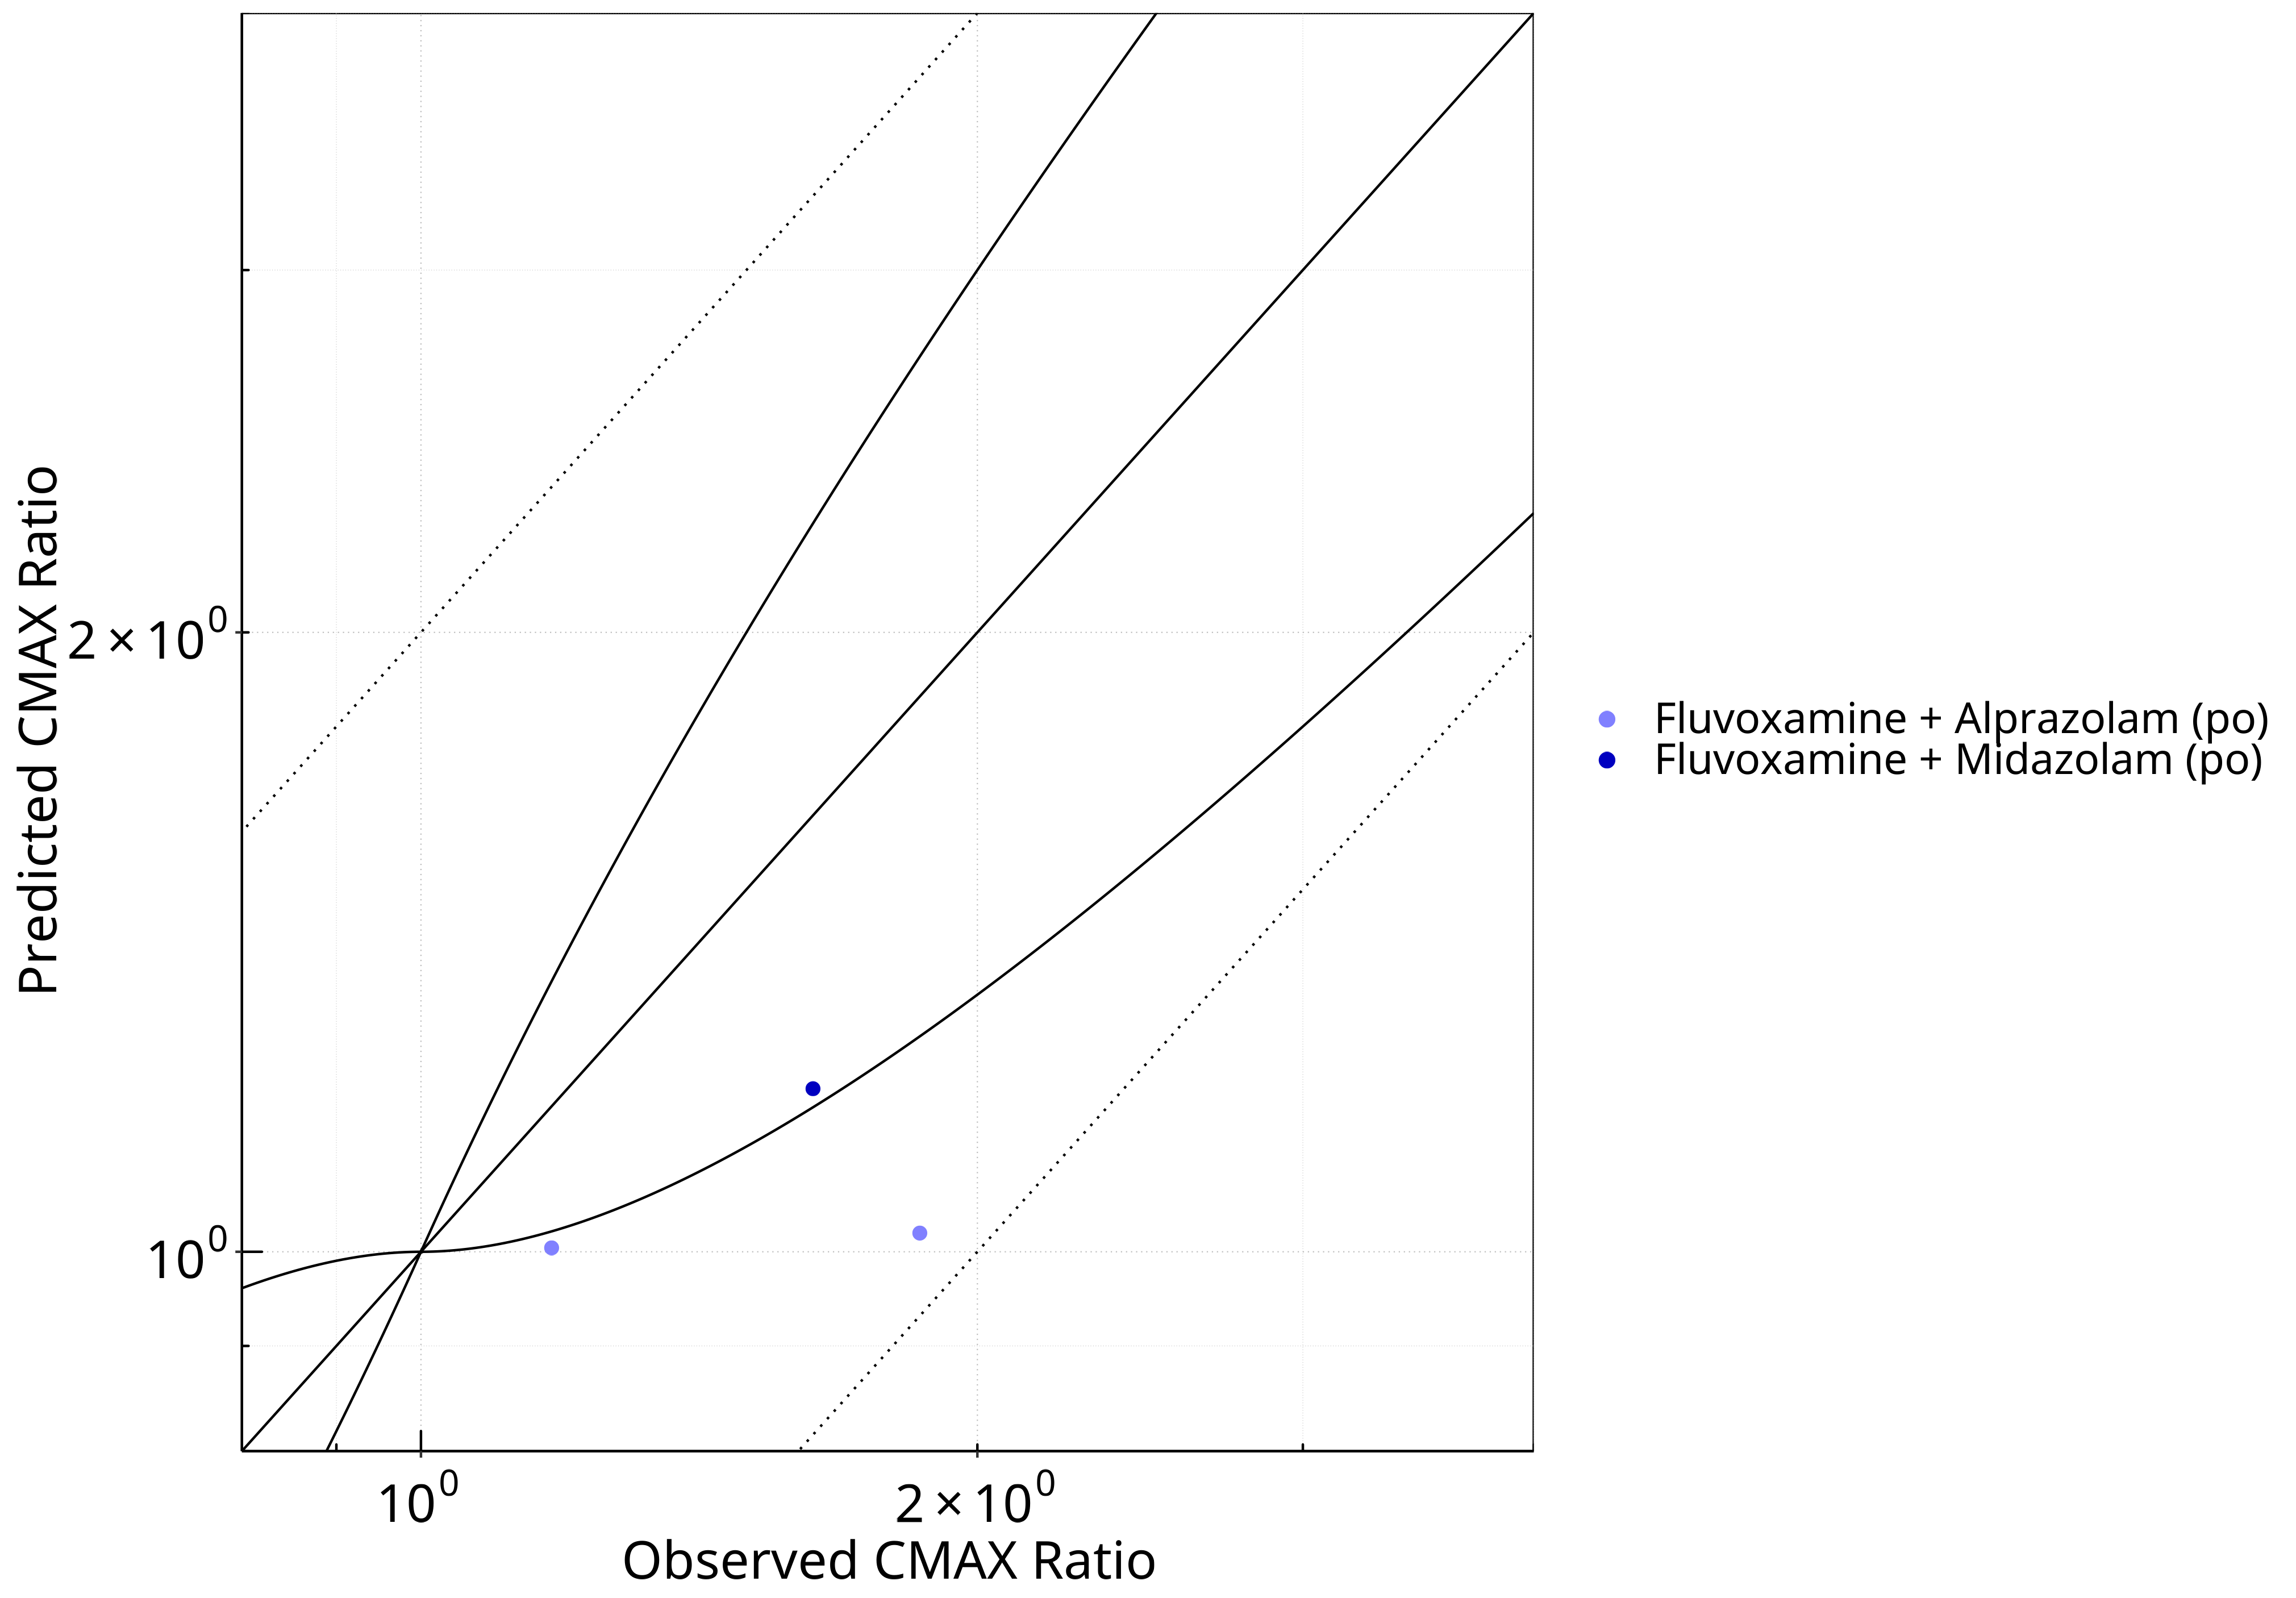 Predicted CMAX Ratio
2 × 10⁰
10⁰
10⁰
2 × 10⁰
Observed CMAX Ratio
Fluvoxamine + Alprazolam (po)
Fluvoxamine + Midazolam (po)